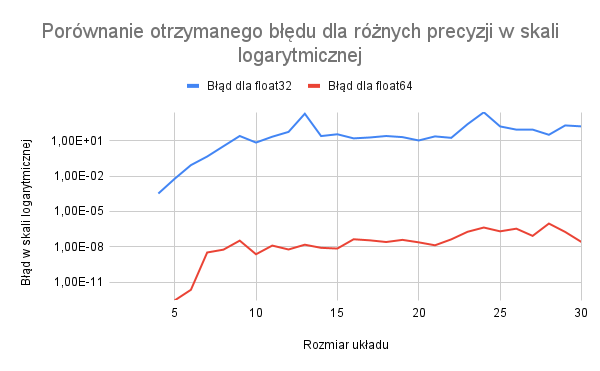 Porównanie otrzymanego błędu dla różnych precyzji w skali
logarytmicznej
Błąd dla float32
Błąd dla float64
Błąd w skali logarytmicznej
1,00E+01
1,00E-02
1,00E-05
1,00E-08
1,00E-11
5
10
15
20
25
30
Rozmiar układu